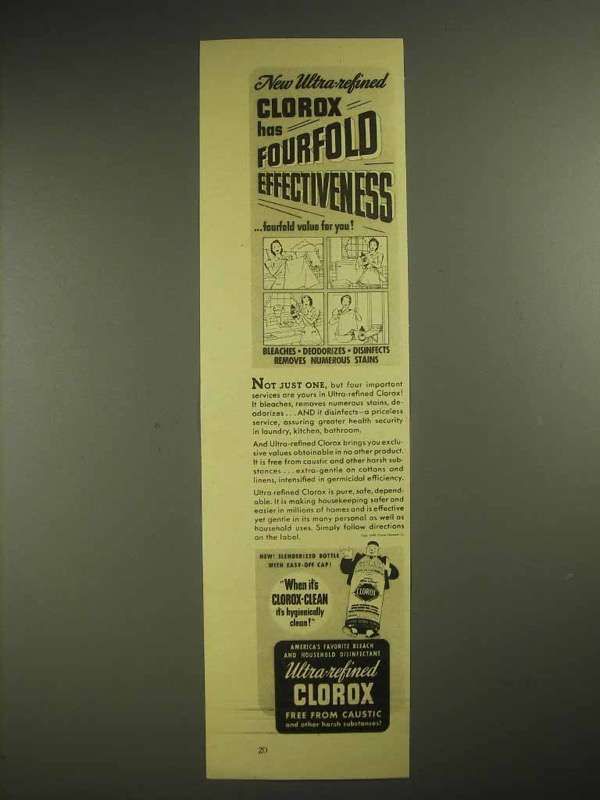 New Ultra-refined
CLOROX
has
FOURFOLD
EFFECTIVENESS
...fourfold value for you!
BLEACHES • DEODORIZES • DISINFECTS
REMOVES NUMEROUS STAINS
NOT JUST ONE, but four important
services are yours in Ultra-refined Clorox!
It bleaches, removes numerous stains, de-
odorizes...AND it disinfects—a priceless
service, assuring greater health security
in laundry, kitchen, bathroom.
And Ultra-refined Clorox brings you exclu-
sive values obtainable in no other product.
It is free from caustic and other harsh sub-
stances...extra-gentle on cottons and
linens, intensified in germicidal efficiency.
Ultra-refined Clorox is pure, safe, depend-
able. It is making housekeeping safer and
easier in millions of homes and is effective
yet gentle in its many personal as well as
household uses. Simply follow directions
on the label.
NEW! SLENDERIZED BOTTLE
WITH EASY-OFF CAP!
"When it's
CLOROX-CLEAN
it's hygienically
clean!"
CLOROX
AMERICA'S FAVORITE BLEACH
AND HOUSEHOLD DISINFECTANT
Ultra-refined
CLOROX
FREE FROM CAUSTIC
and other harsh substances!
20